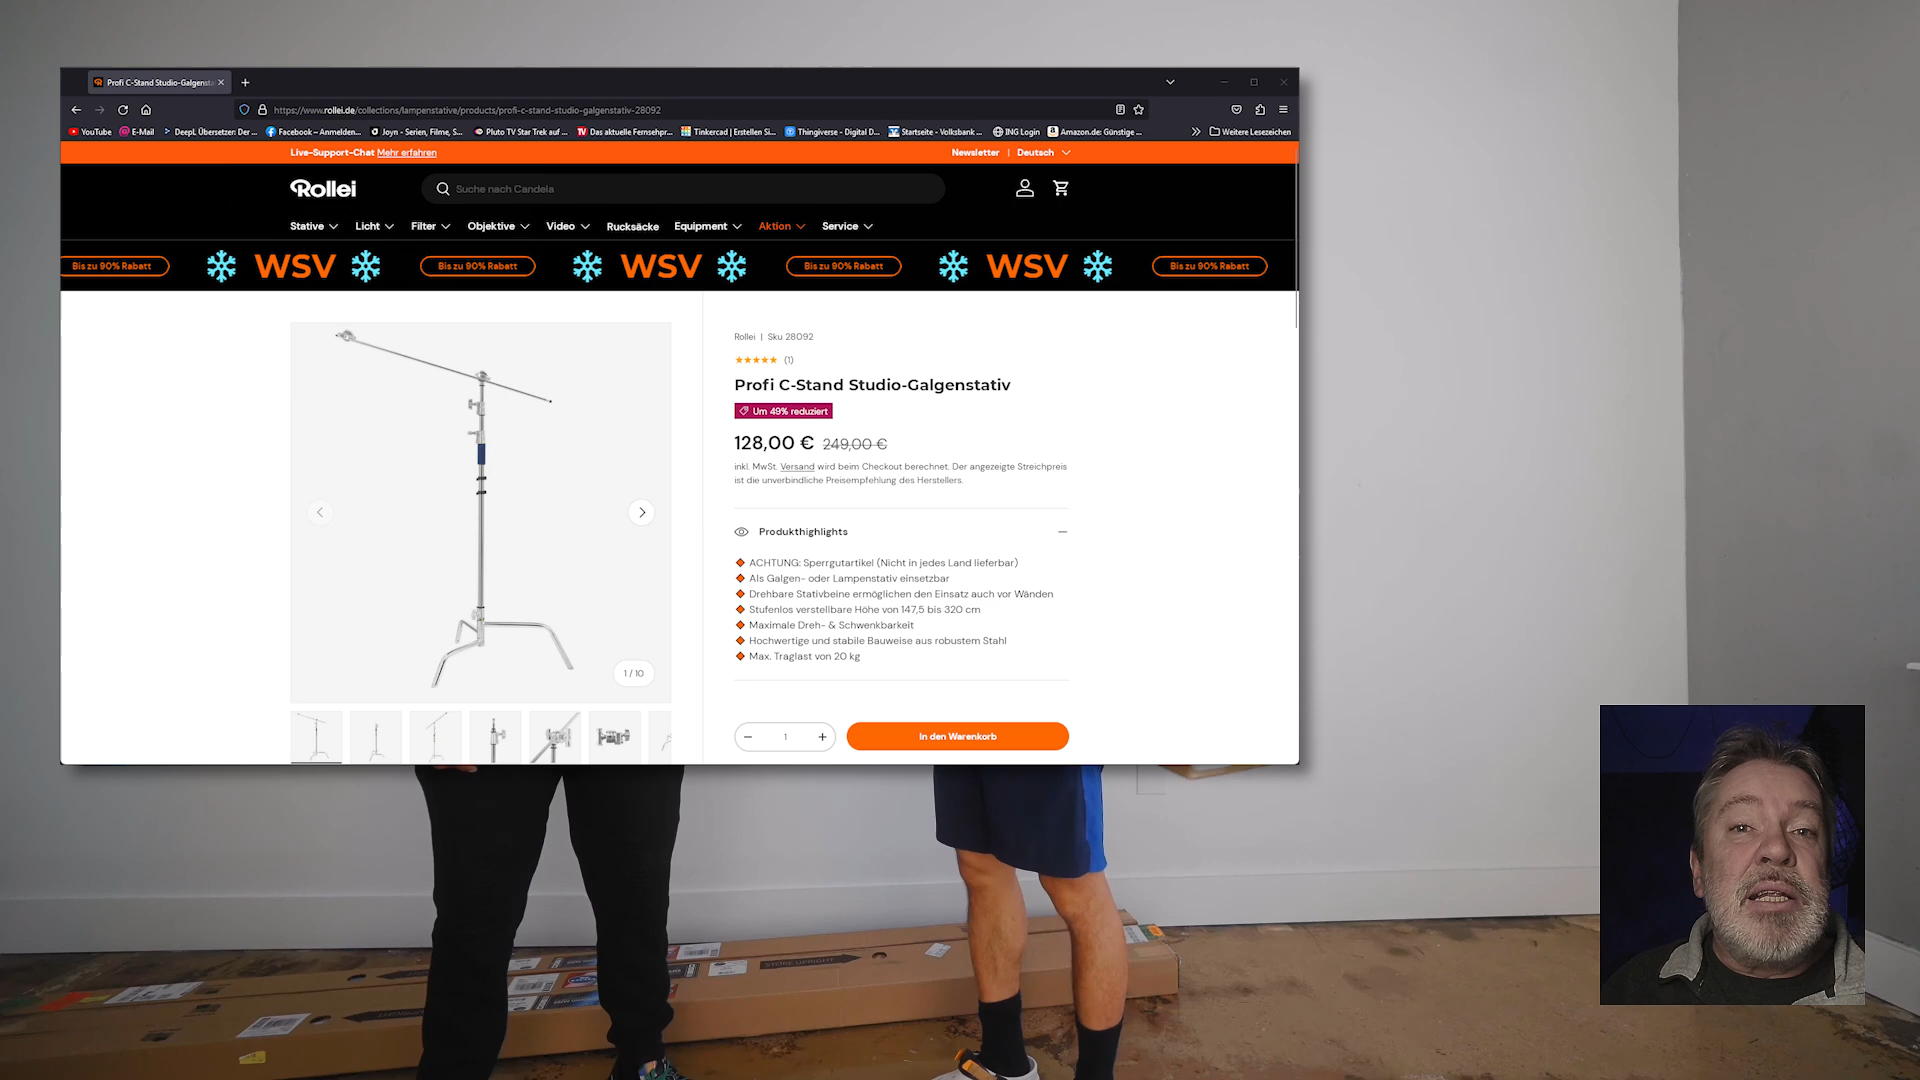 Profi C-Stand Studio-Galgensta
https://www.rollei.de/collections/lampenstative/products/profi-c-stand-studio-galgenstativ-28092
YouTube E-Mail DeepL Übersetzer: Der ... Facebook – Anmelden... Joyn - Serien, Filme, S... Pluto TV Star Trek auf ... Das aktuelle Fernsehpr... Tinkercad | Erstellen Si... Thingiverse - Digital D... Startseite - Volksbank ... ING Login Amazon.de: Günstige ... Weitere Lesezeichen
Live-Support-Chat Mehr erfahren Newsletter | Deutsch
Rollei Suche nach Candela
Stative Licht Filter Objektive Video Rucksäcke Equipment Aktion Service
Bis zu 90% Rabatt WSV Bis zu 90% Rabatt WSV Bis zu 90% Rabatt WSV Bis zu 90% Rabatt
Rollei | Sku 28092
★★★★★ (1)
Profi C-Stand Studio-Galgenstativ
Um 49% reduziert
128,00 € 249,00 €
inkl. MwSt. Versand wird beim Checkout berechnet. Der angezeigte Streichpreis
ist die unverbindliche Preisempfehlung des Herstellers.
Produkthighlights
ACHTUNG: Sperrgutartikel (Nicht in jedes Land lieferbar)
Als Galgen- oder Lampenstativ einsetzbar
Drehbare Stativbeine ermöglichen den Einsatz auch vor Wänden
Stufenlos verstellbare Höhe von 147,5 bis 320 cm
Maximale Dreh- & Schwenkbarkeit
Hochwertige und stabile Bauweise aus robustem Stahl
Max. Traglast von 20 kg
1 / 10
1
In den Warenkorb
STORE UPRIGHT